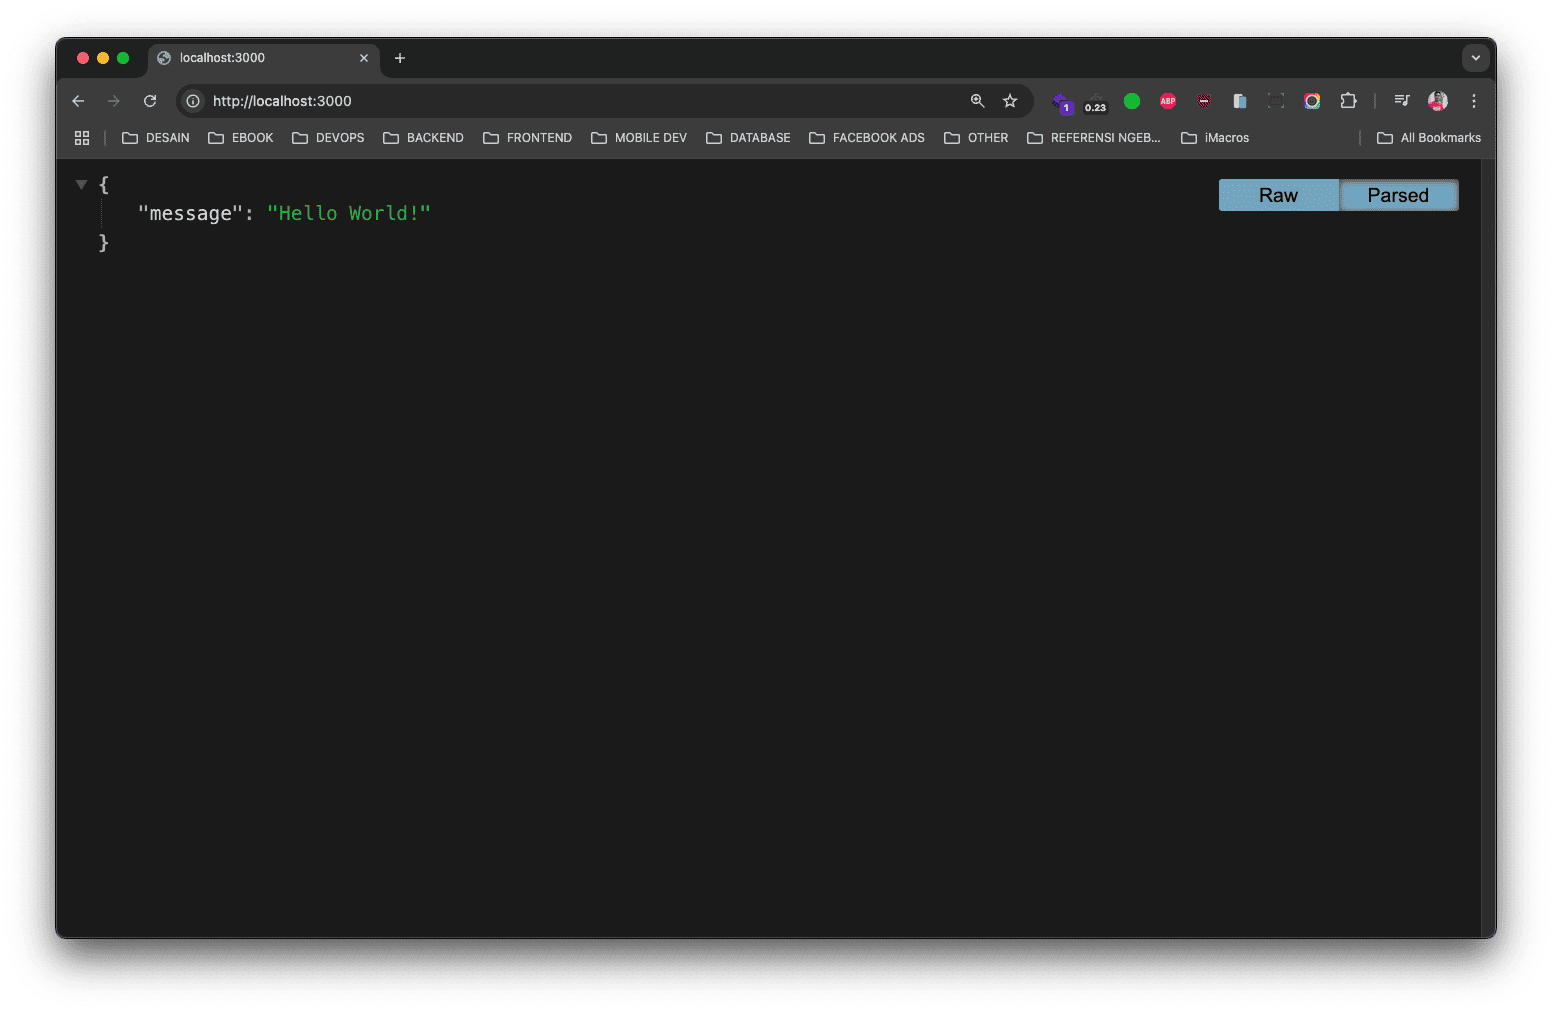 localhost:3000
http://localhost:3000
1
0.23
ABP
DESAIN
EBOOK
DEVOPS
BACKEND
FRONTEND
MOBILE DEV
DATABASE
FACEBOOK ADS
OTHER
REFERENSI NGEB...
iMacros
All Bookmarks
{
Raw
Parsed
"message": "Hello World!"
}